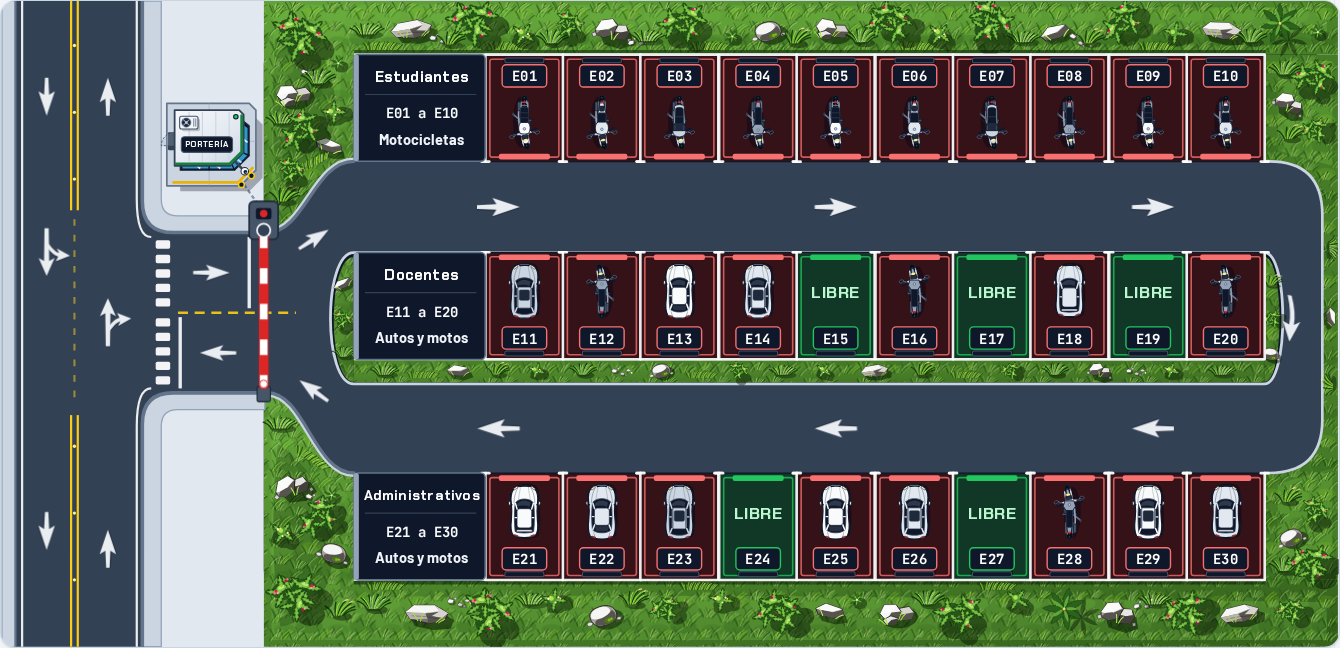 Estudiantes
E01 a E10
Motocicletas
E01 E02 E03 E04 E05 E06 E07 E08 E09 E10
PORTERÍA
Docentes
E11 a E20
Autos y motos
LIBRE LIBRE LIBRE
E11 E12 E13 E14 E15 E16 E17 E18 E19 E20
Administrativos
E21 a E30
Autos y motos
LIBRE LIBRE
E21 E22 E23 E24 E25 E26 E27 E28 E29 E30